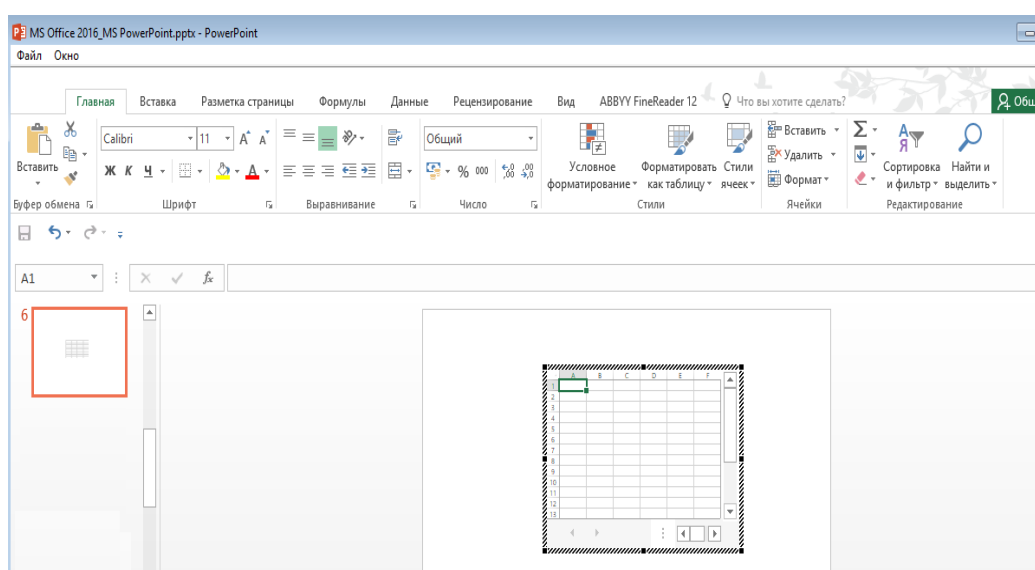 MS Office 2016_MS PowerPoint.pptx - PowerPoint
Файл Окно
Главная Вставка Разметка страницы Формулы Данные Рецензирование Вид ABBYY FineReader 12 Что вы хотите сделать? Общ
Calibri 11 Общий
Вставить
Ж К Ч
% 000
Условное форматирование
Форматировать как таблицу
Стили ячеек
Вставить
Удалить
Формат
Сортировка и фильтр
Найти и выделить
Буфер обмена Шрифт Выравнивание Число Стили Ячейки Редактирование
A1 fx
6
A B C D E F
1
2
3
4
5
6
7
8
9
10
11
12
13